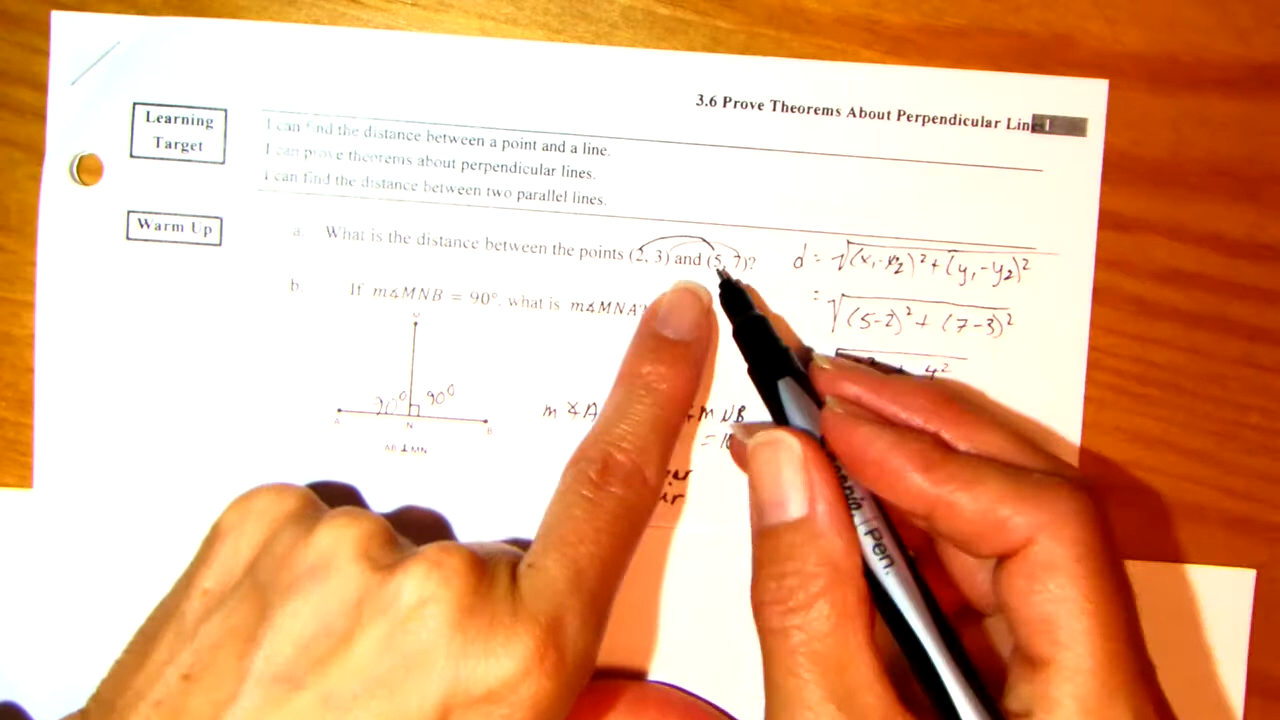 3.6 Prove Theorems About Perpendicular Lines 1
Learning
Target
I can find the distance between a point and a line.
I can prove theorems about perpendicular lines.
I can find the distance between two parallel lines.
Warm Up
a. What is the distance between the points (2, 3) and (5, 7)?
d = √(x₁-x₂)²+(y₁-y₂)²
= √(5-2)²+(7-3)²
4²
b. If m∡MNB = 90°, what is m∡MNA
90° 90°
A N B
AB⊥MN
m∡A